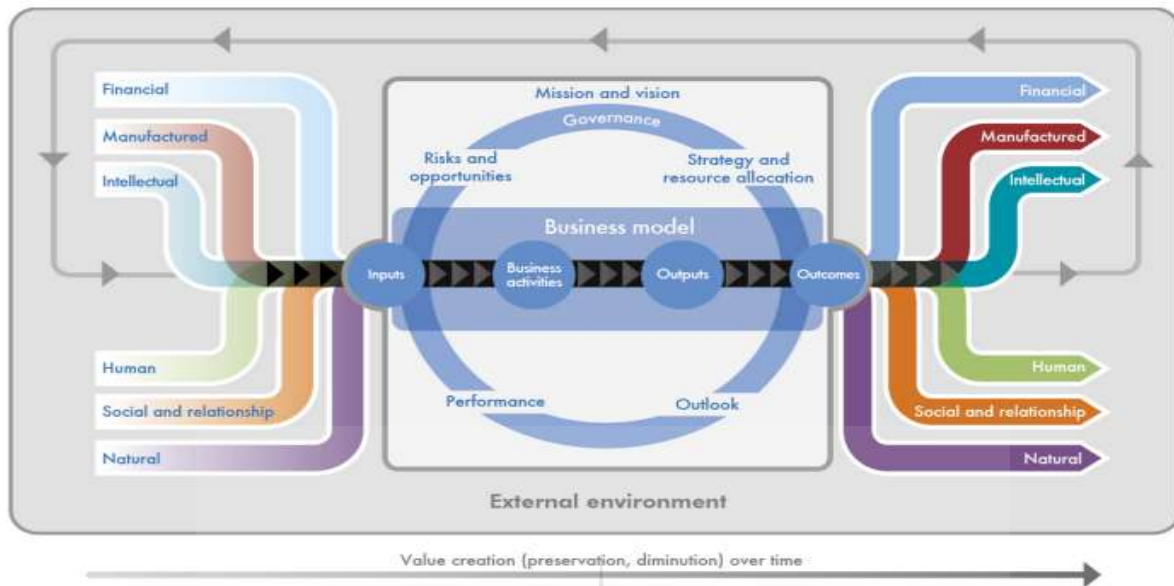 Financial
Manufactured
Intellectual
Human
Social and relationship
Natural
Mission and vision
Governance
Risks and
opportunities
Strategy and
resource allocation
Business model
Inputs
Business
activities
Outputs
Outcomes
Performance
Outlook
Financial
Manufactured
Intellectual
Human
Social and relationship
Natural
External environment
Value creation (preservation, diminution) over time